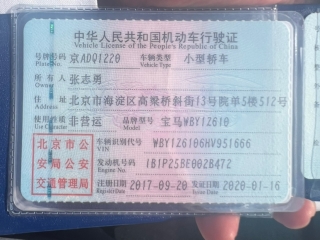 中华人民共和国机动车行驶证
Vehicle License of the People's Republic of China
号牌号码 京ADQ1220 车辆类型 小型轿车
Plate No. Vehicle Type
所有人 张志勇
Owner
住址 北京市海淀区高梁桥斜街13号院单5楼512号
Address
使用性质 非营运 品牌型号 宝马WBY1Z610
Use Character Model
北京市公安局公安交通管理局
车辆识别代号 WBY1Z6106HV951666
VIN
发动机号码 IB1P25BE002B472
Engine No.
注册日期 2017-09-20 发证日期 2020-01-16
Register Date Issue Date